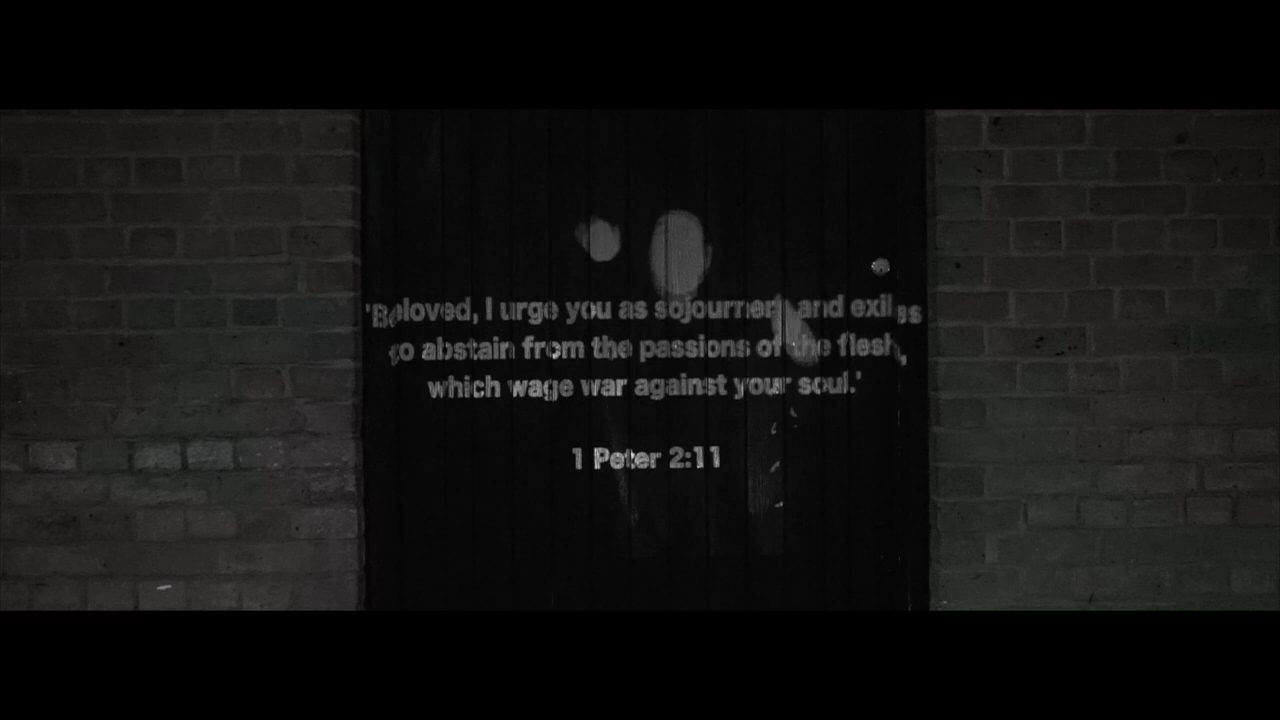 'Beloved, I urge you as sojourners and exiles
to abstain from the passions of the flesh,
which wage war against your soul.'
1 Peter 2:11